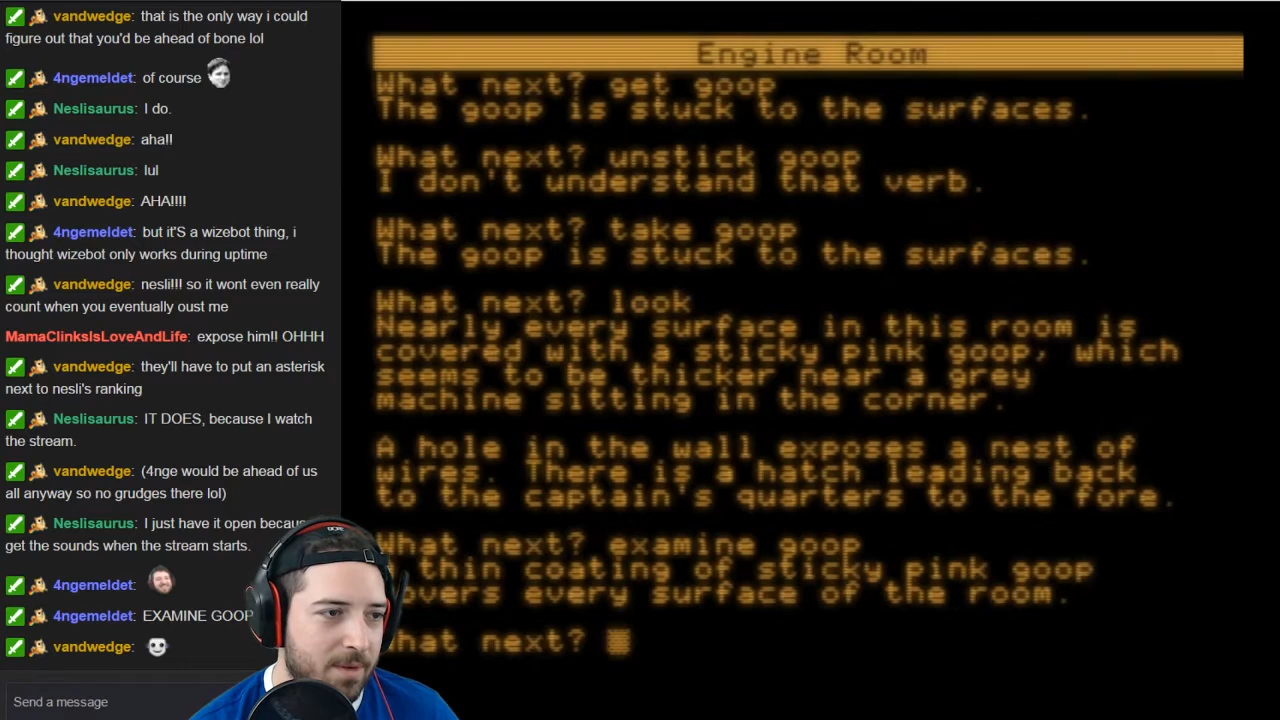 vandwedge: that is the only way i could
figure out that you'd be ahead of bone lol
4ngemeldet: of course
Neslisaurus: I do.
vandwedge: aha!!
Neslisaurus: lul
vandwedge: AHA!!!!
4ngemeldet: but it'S a wizebot thing, i
thought wizebot only works during uptime
vandwedge: nesli!!! so it wont even really
count when you eventually oust me
MamaClinksIsLoveAndLife: expose him!! OHHH
vandwedge: they'll have to put an asterisk
next to nesli's ranking
Neslisaurus: IT DOES, because I watch
the stream.
vandwedge: (4nge would be ahead of us
all anyway so no grudges there lol)
Neslisaurus: I just have it open
get the sounds when the stream starts.
4ngemeldet:
4ngemeldet: EXAMINE GOOP
vandwedge:
Send a message
Engine Room
What next? get goop
The goop is stuck to the surfaces.
What next? unstick goop
I don't understand that verb.
What next? take goop
The goop is stuck to the surfaces.
What next? look
Nearly every surface in this room is
covered with a sticky pink goop, which
seems to be thicker near a grey
machine sitting in the corner.
A hole in the wall exposes a nest of
wires. There is a hatch leading back
to the captain's quarters to the fore.
What next? examine goop
thin coating of sticky pink goop
every surface of the room.
next?